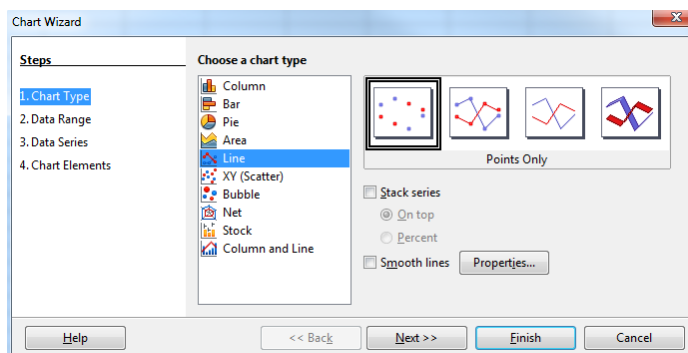 Chart Wizard
Steps
1. Chart Type
2. Data Range
3. Data Series
4. Chart Elements
Choose a chart type
Column
Bar
Pie
Area
Line
XY (Scatter)
Bubble
Net
Stock
Column and Line
Points Only
Stack series
On top
Percent
Smooth lines
Properties...
Help
<< Back
Next >>
Finish
Cancel